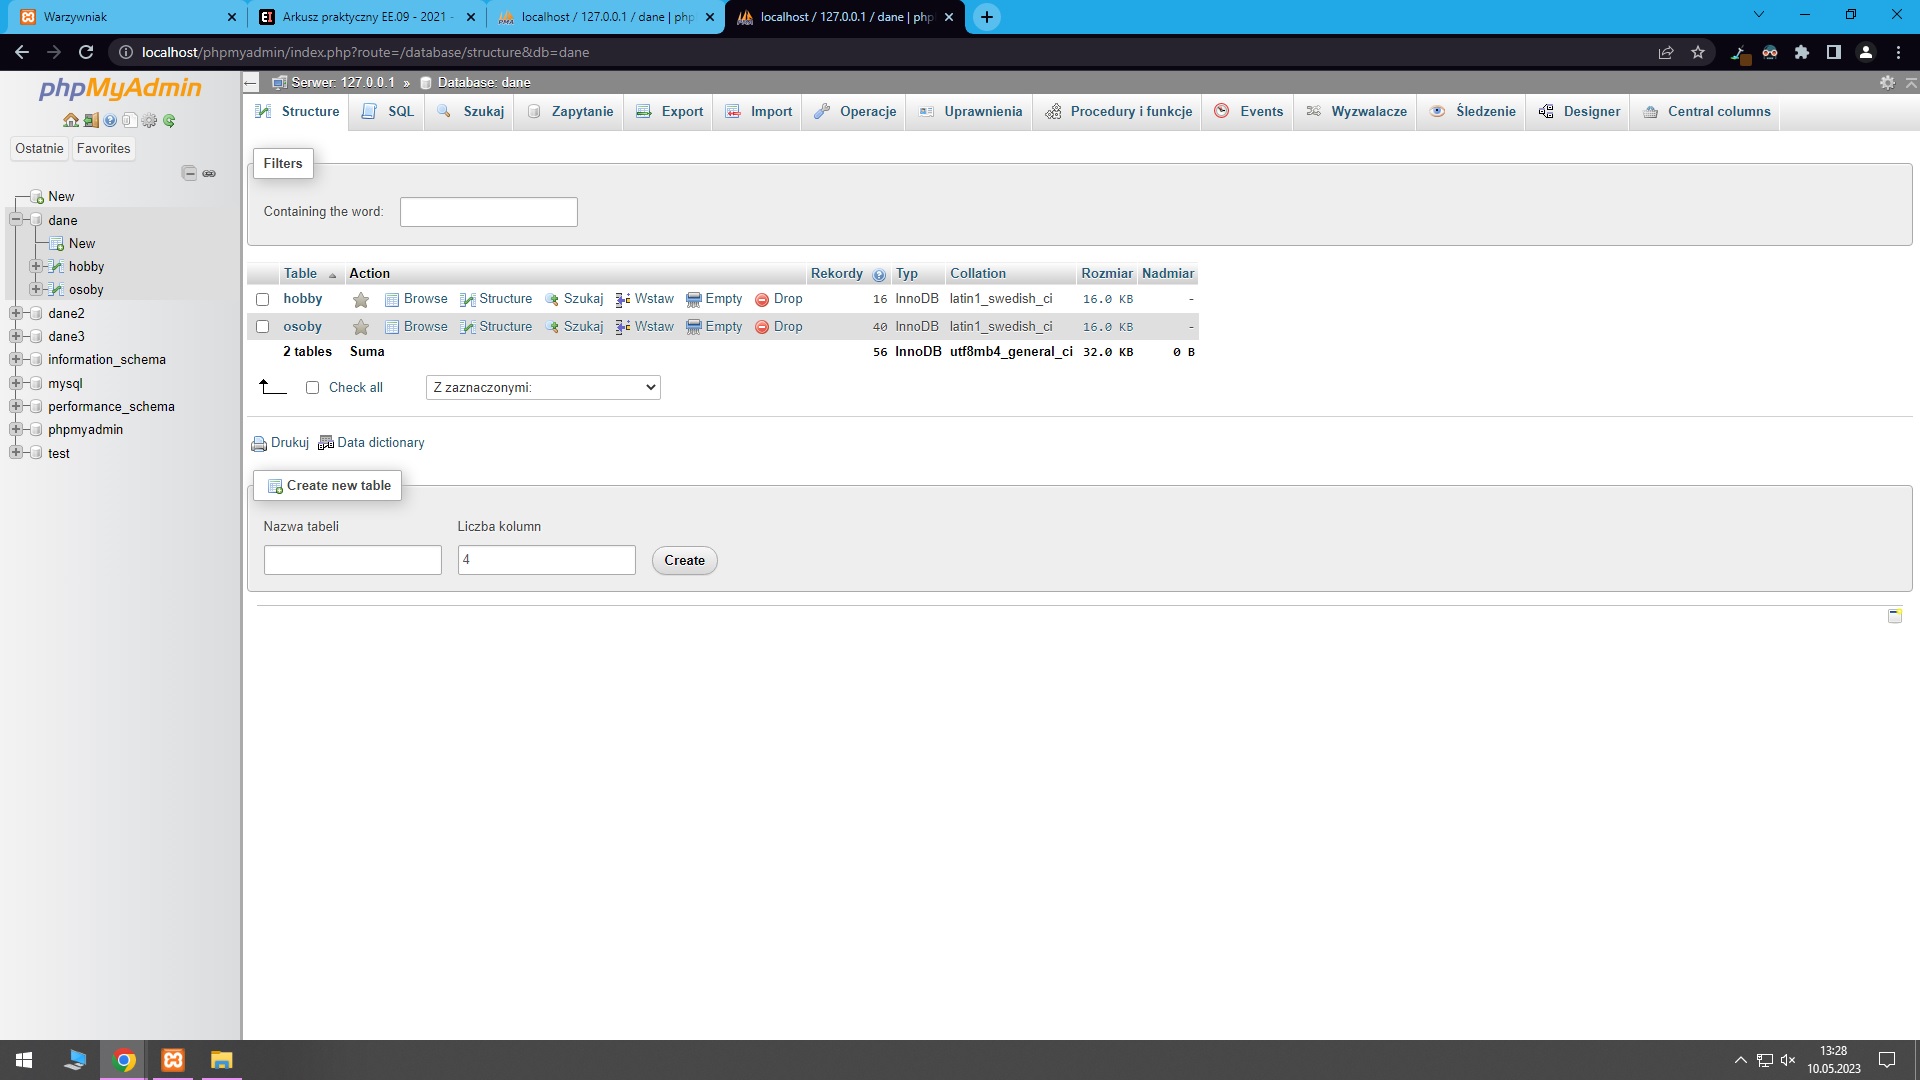 Warzywniak
Arkusz praktyczny EE.09 - 2021 -
localhost / 127.0.0.1 / dane | php
localhost / 127.0.0.1 / dane | php
localhost/phpmyadmin/index.php?route=/database/structure&db=dane
phpMyAdmin
Ostatnie
Favorites
New
dane
New
hobby
osoby
dane2
dane3
information_schema
mysql
performance_schema
phpmyadmin
test
Serwer: 127.0.0.1 » Database: dane
Structure
SQL
Szukaj
Zapytanie
Export
Import
Operacje
Uprawnienia
Procedury i funkcje
Events
Wyzwalacze
Śledzenie
Designer
Central columns
Filters
Containing the word:
Table Action Rekordy Typ Collation Rozmiar Nadmiar
hobby Browse Structure Szukaj Wstaw Empty Drop 16 InnoDB latin1_swedish_ci 16.0 KB -
osoby Browse Structure Szukaj Wstaw Empty Drop 40 InnoDB latin1_swedish_ci 16.0 KB -
2 tables Suma 56 InnoDB utf8mb4_general_ci 32.0 KB 0 B
Check all Z zaznaczonymi:
Drukuj Data dictionary
Create new table
Nazwa tabeli Liczba kolumn
4 Create
13:28
10.05.2023